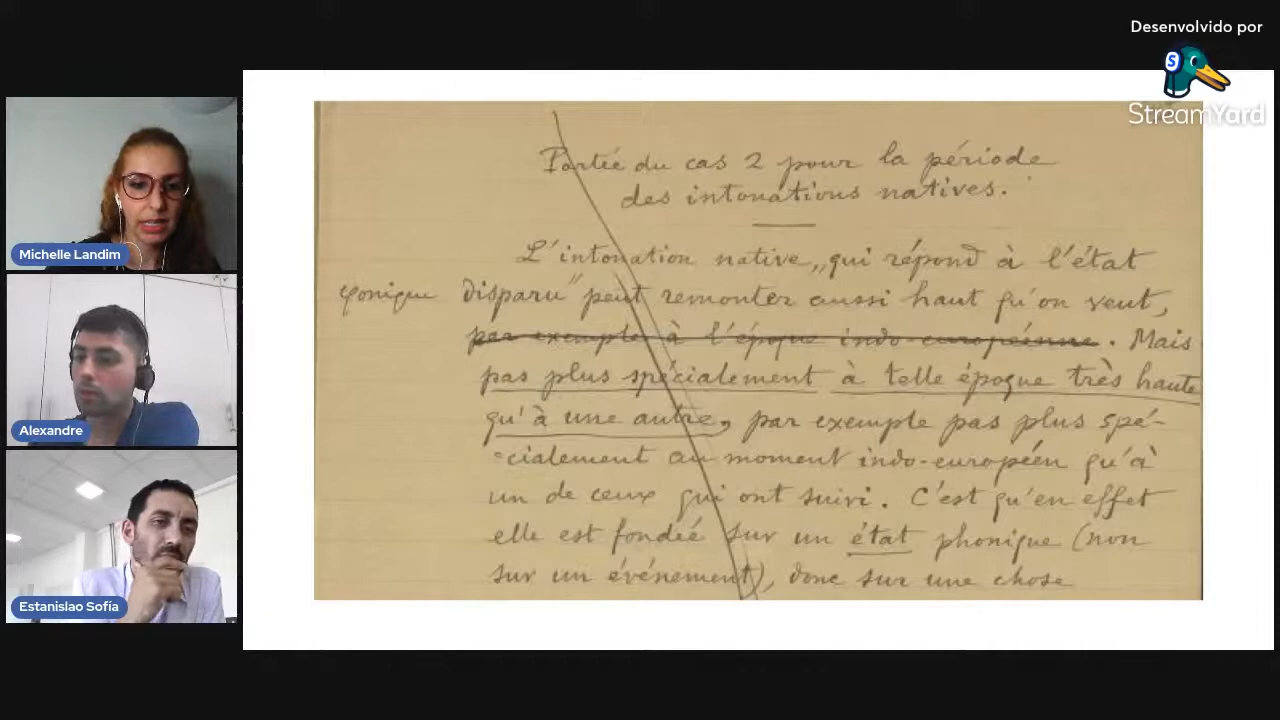 Desenvolvido por
StreamYard
Michelle Landim
Alexandre
Estanislao Sofía
Partie du cas 2 pour la période
des intonations natives.
L'intonation native „qui répond à l'état
phonique disparu" peut remonter aussi haut qu'on veut,
par exemple à l'époque indo-européenne. Mais
pas plus spécialement à telle époque très haute
qu'à une autre, par exemple pas plus spé-
cialement au moment indo-européen qu'à
un de ceux qui ont suivi. C'est qu'en effet
elle est fondée sur un état phonique (non
sur un événement), donc sur une chose